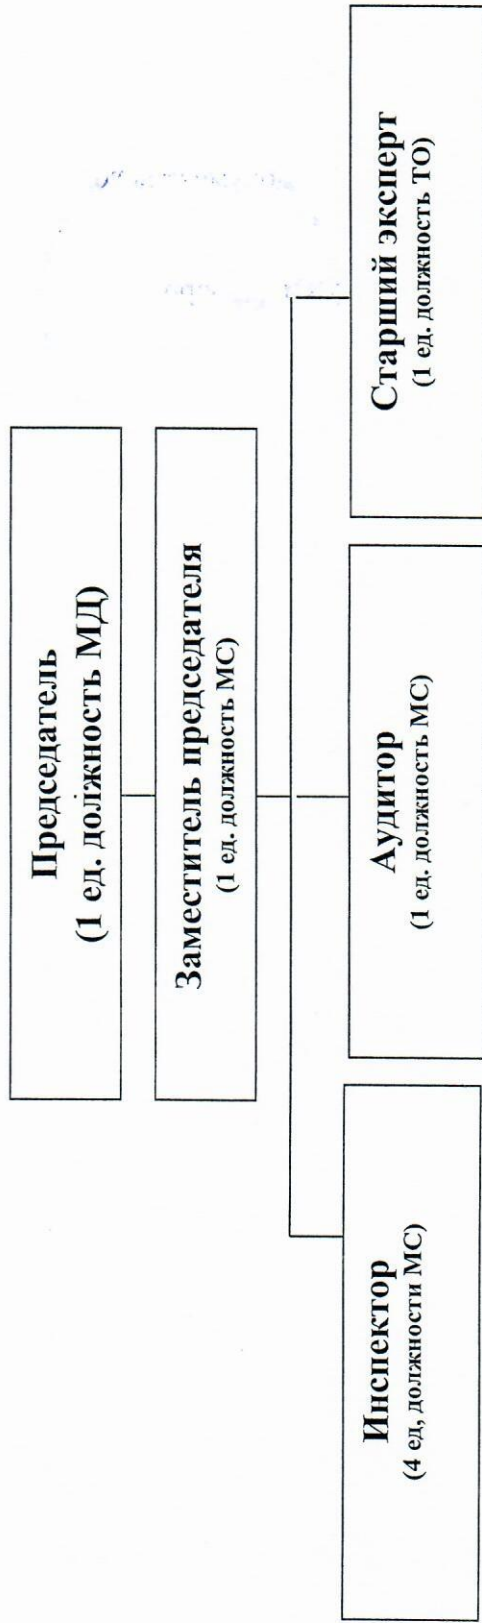 Председатель
(1 ед. должность МД)
Заместитель председателя
(1 ед. должность МС)
Инспектор
(4 ед, должности МС)
Аудитор
(1 ед. должность МС)
Старший эксперт
(1 ед. должность ТО)